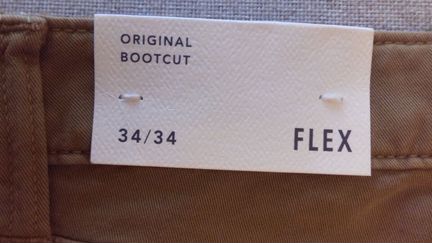 ORIGINAL
BOOTCUT
34/34
FLEX